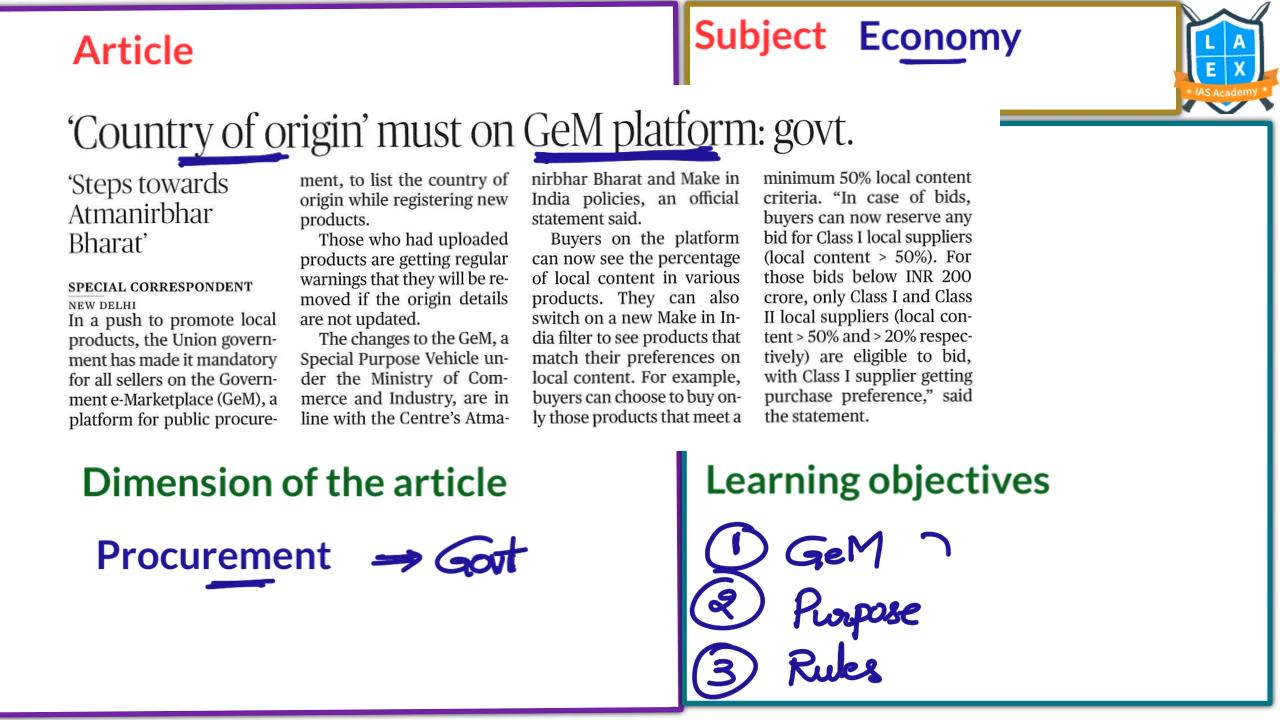 Article
Subject Economy
L A
E X
IAS Academy
‘Country of origin’ must on GeM platform: govt.
‘Steps towards
Atmanirbhar
Bharat’
SPECIAL CORRESPONDENT
NEW DELHI
In a push to promote local
products, the Union govern-
ment has made it mandatory
for all sellers on the Govern-
ment e-Marketplace (GeM), a
platform for public procure-
ment, to list the country of
origin while registering new
products.
Those who had uploaded
products are getting regular
warnings that they will be re-
moved if the origin details
are not updated.
The changes to the GeM, a
Special Purpose Vehicle un-
der the Ministry of Com-
merce and Industry, are in
line with the Centre’s Atma-
nirbhar Bharat and Make in
India policies, an official
statement said.
Buyers on the platform
can now see the percentage
of local content in various
products. They can also
switch on a new Make in In-
dia filter to see products that
match their preferences on
local content. For example,
buyers can choose to buy on-
ly those products that meet a
minimum 50% local content
criteria. “In case of bids,
buyers can now reserve any
bid for Class I local suppliers
(local content > 50%). For
those bids below INR 200
crore, only Class I and Class
II local suppliers (local con-
tent > 50% and > 20% respec-
tively) are eligible to bid,
with Class I supplier getting
purchase preference,” said
the statement.
Dimension of the article
Procurement → Govt
Learning objectives
1 GeM
2 Purpose
3 Rules